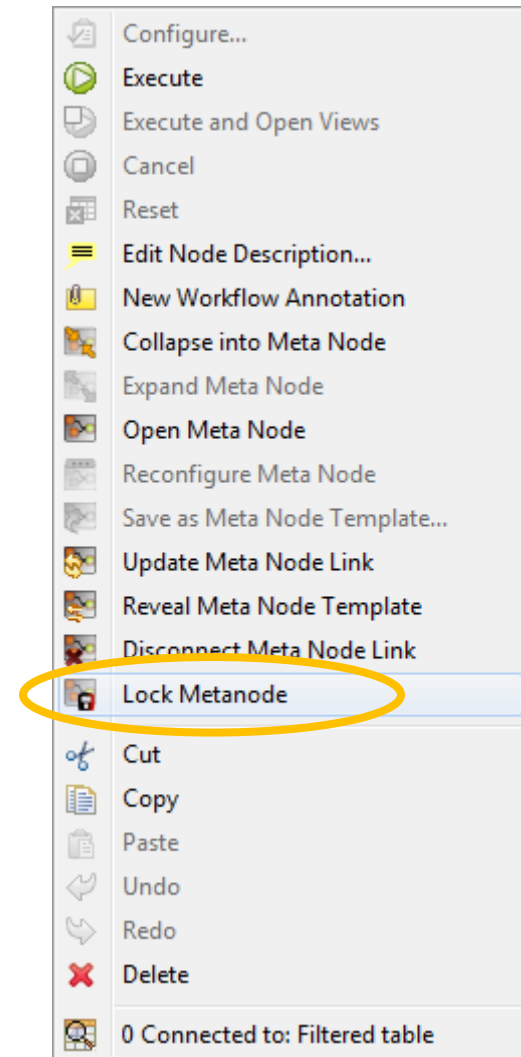 Configure...
Execute
Execute and Open Views
Cancel
Reset
Edit Node Description...
New Workflow Annotation
Collapse into Meta Node
Expand Meta Node
Open Meta Node
Reconfigure Meta Node
Save as Meta Node Template...
Update Meta Node Link
Reveal Meta Node Template
Disconnect Meta Node Link
Lock Metanode
Cut
Copy
Paste
Undo
Redo
Delete
0 Connected to: Filtered table